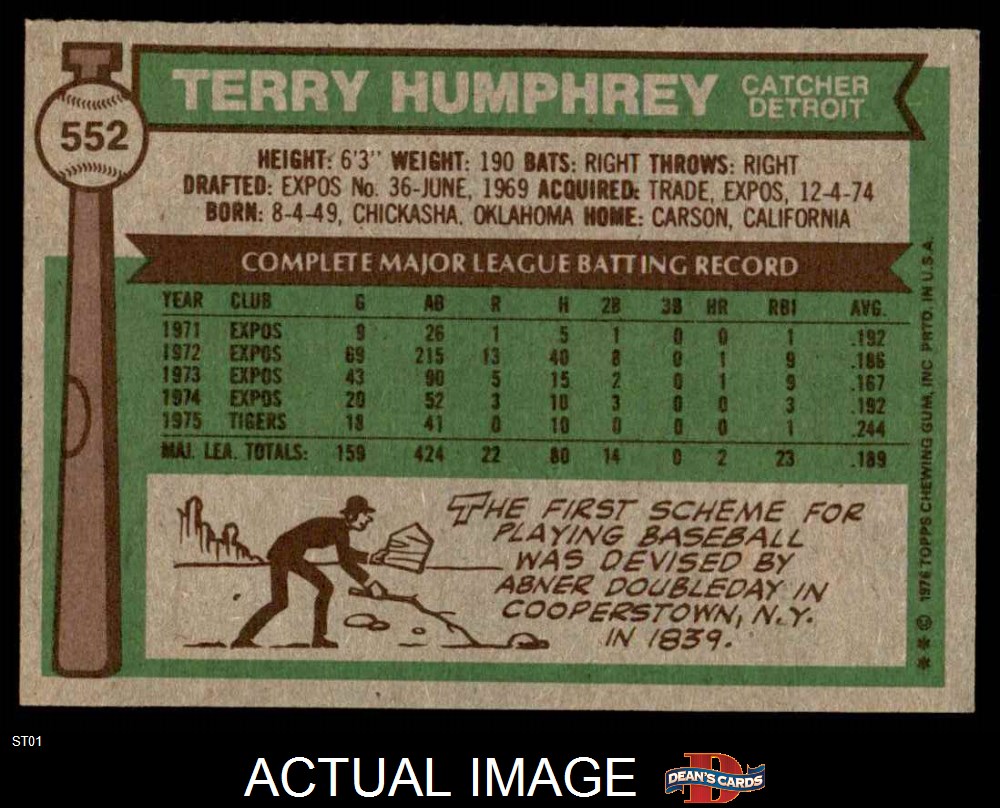 TERRY HUMPHREY
CATCHER
DETROIT
552
HEIGHT: 6'3" WEIGHT: 190 BATS: RIGHT THROWS: RIGHT
DRAFTED: EXPOS No. 36-JUNE, 1969 ACQUIRED: TRADE, EXPOS, 12-4-74
BORN: 8-4-49, CHICKASHA, OKLAHOMA HOME: CARSON, CALIFORNIA
COMPLETE MAJOR LEAGUE BATTING RECORD
YEAR CLUB G AB R H 2B 3B HR RBI AVG.
1971 EXPOS 9 26 1 5 1 0 0 1 .192
1972 EXPOS 69 215 13 40 8 0 1 9 .186
1973 EXPOS 43 90 5 15 2 0 1 9 .167
1974 EXPOS 20 52 3 10 3 0 0 3 .192
1975 TIGERS 18 41 0 10 0 0 0 1 .244
MAJ. LEA. TOTALS: 159 424 22 80 14 0 2 23 .189
THE FIRST SCHEME FOR
PLAYING BASEBALL
WAS DEVISED BY
ABNER DOUBLEDAY IN
COOPERSTOWN, N.Y.
IN 1839.
** © 1976 TOPPS CHEWING GUM, INC. PRTD. IN U.S.A.
ST01
ACTUAL IMAGE
DEAN'S CARDS